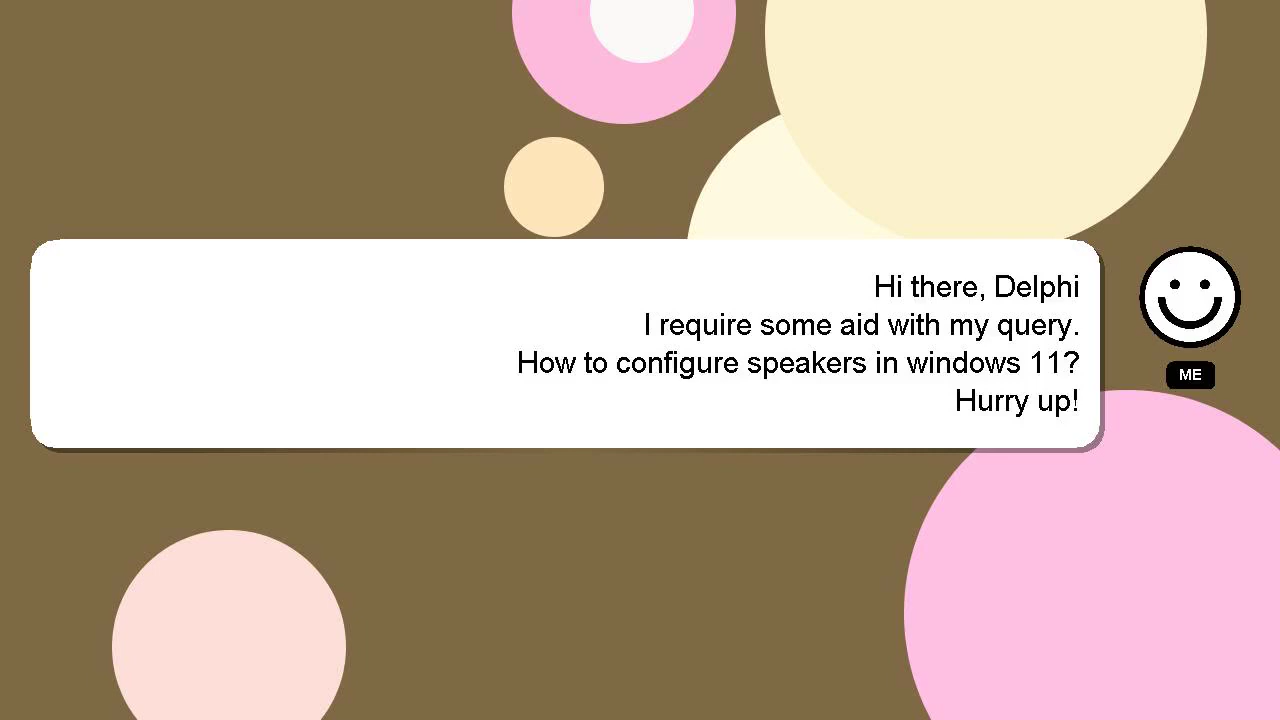 Hi there, Delphi
I require some aid with my query.
How to configure speakers in windows 11?
Hurry up!
ME